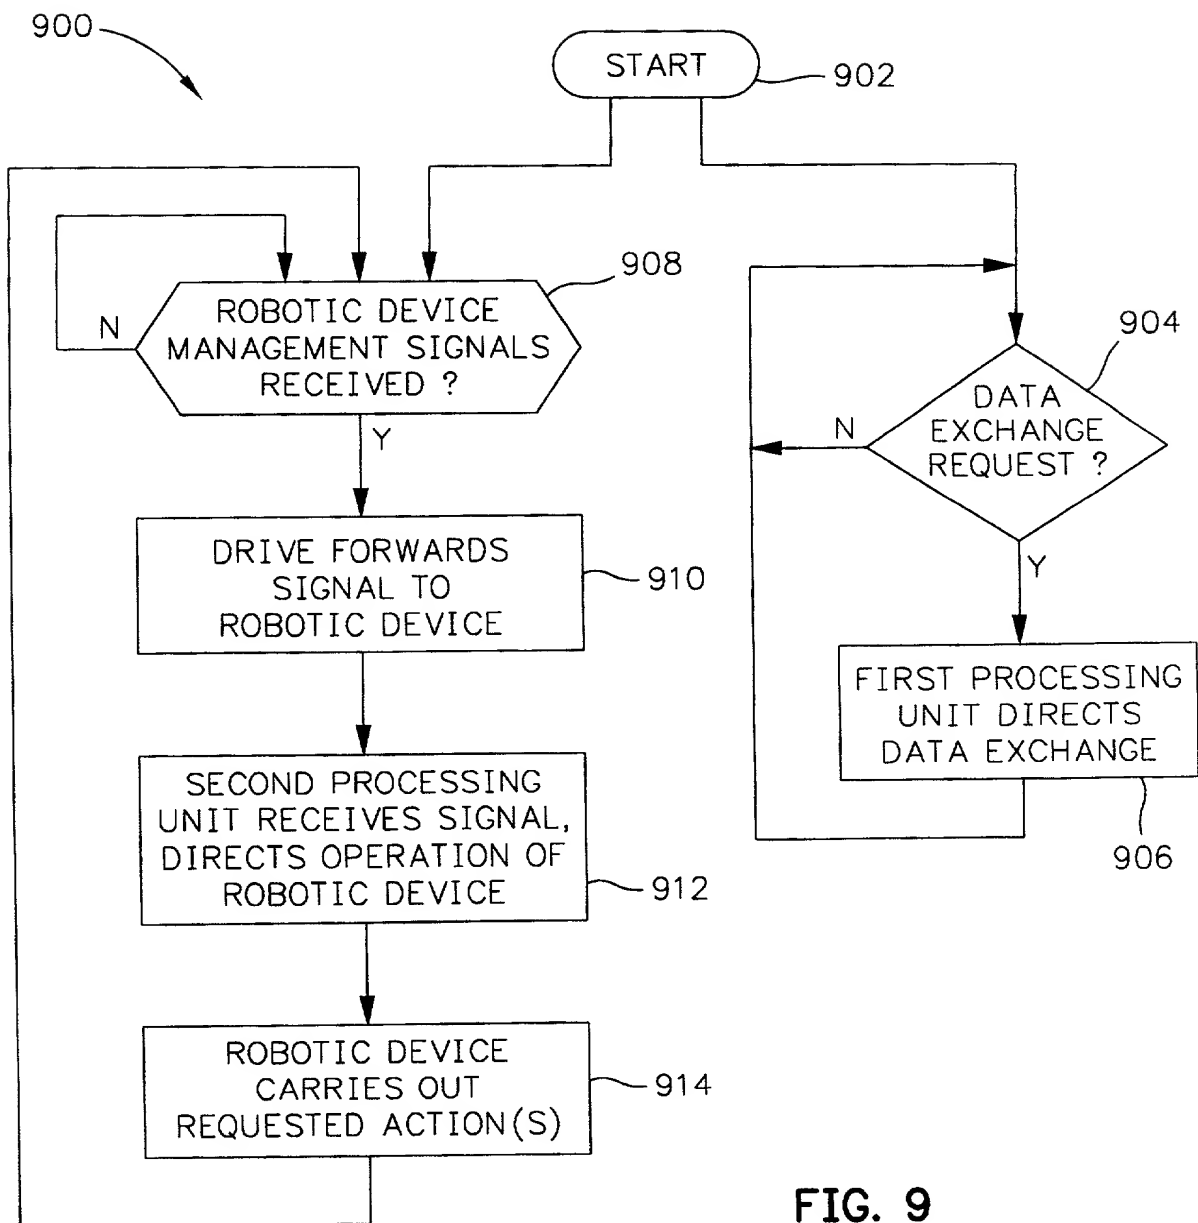 900
START
902
908
ROBOTIC DEVICE
MANAGEMENT SIGNALS
RECEIVED ?
N
Y
904
DATA
EXCHANGE
REQUEST ?
N
Y
DRIVE FORWARDS
SIGNAL TO
ROBOTIC DEVICE
910
FIRST PROCESSING
UNIT DIRECTS
DATA EXCHANGE
906
SECOND PROCESSING
UNIT RECEIVES SIGNAL,
DIRECTS OPERATION OF
ROBOTIC DEVICE
912
ROBOTIC DEVICE
CARRIES OUT
REQUESTED ACTION(S)
914
FIG. 9